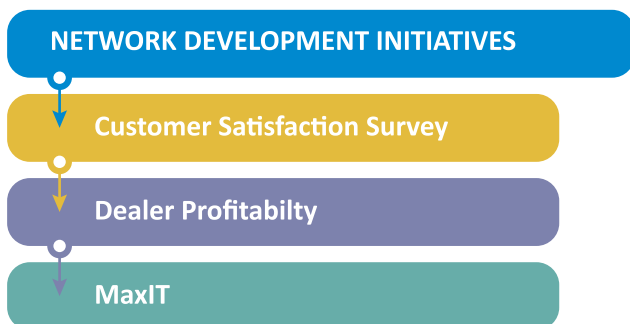 NETWORK DEVELOPMENT INITIATIVES
Customer Satisfaction Survey
Dealer Profitabilty
MaxIT